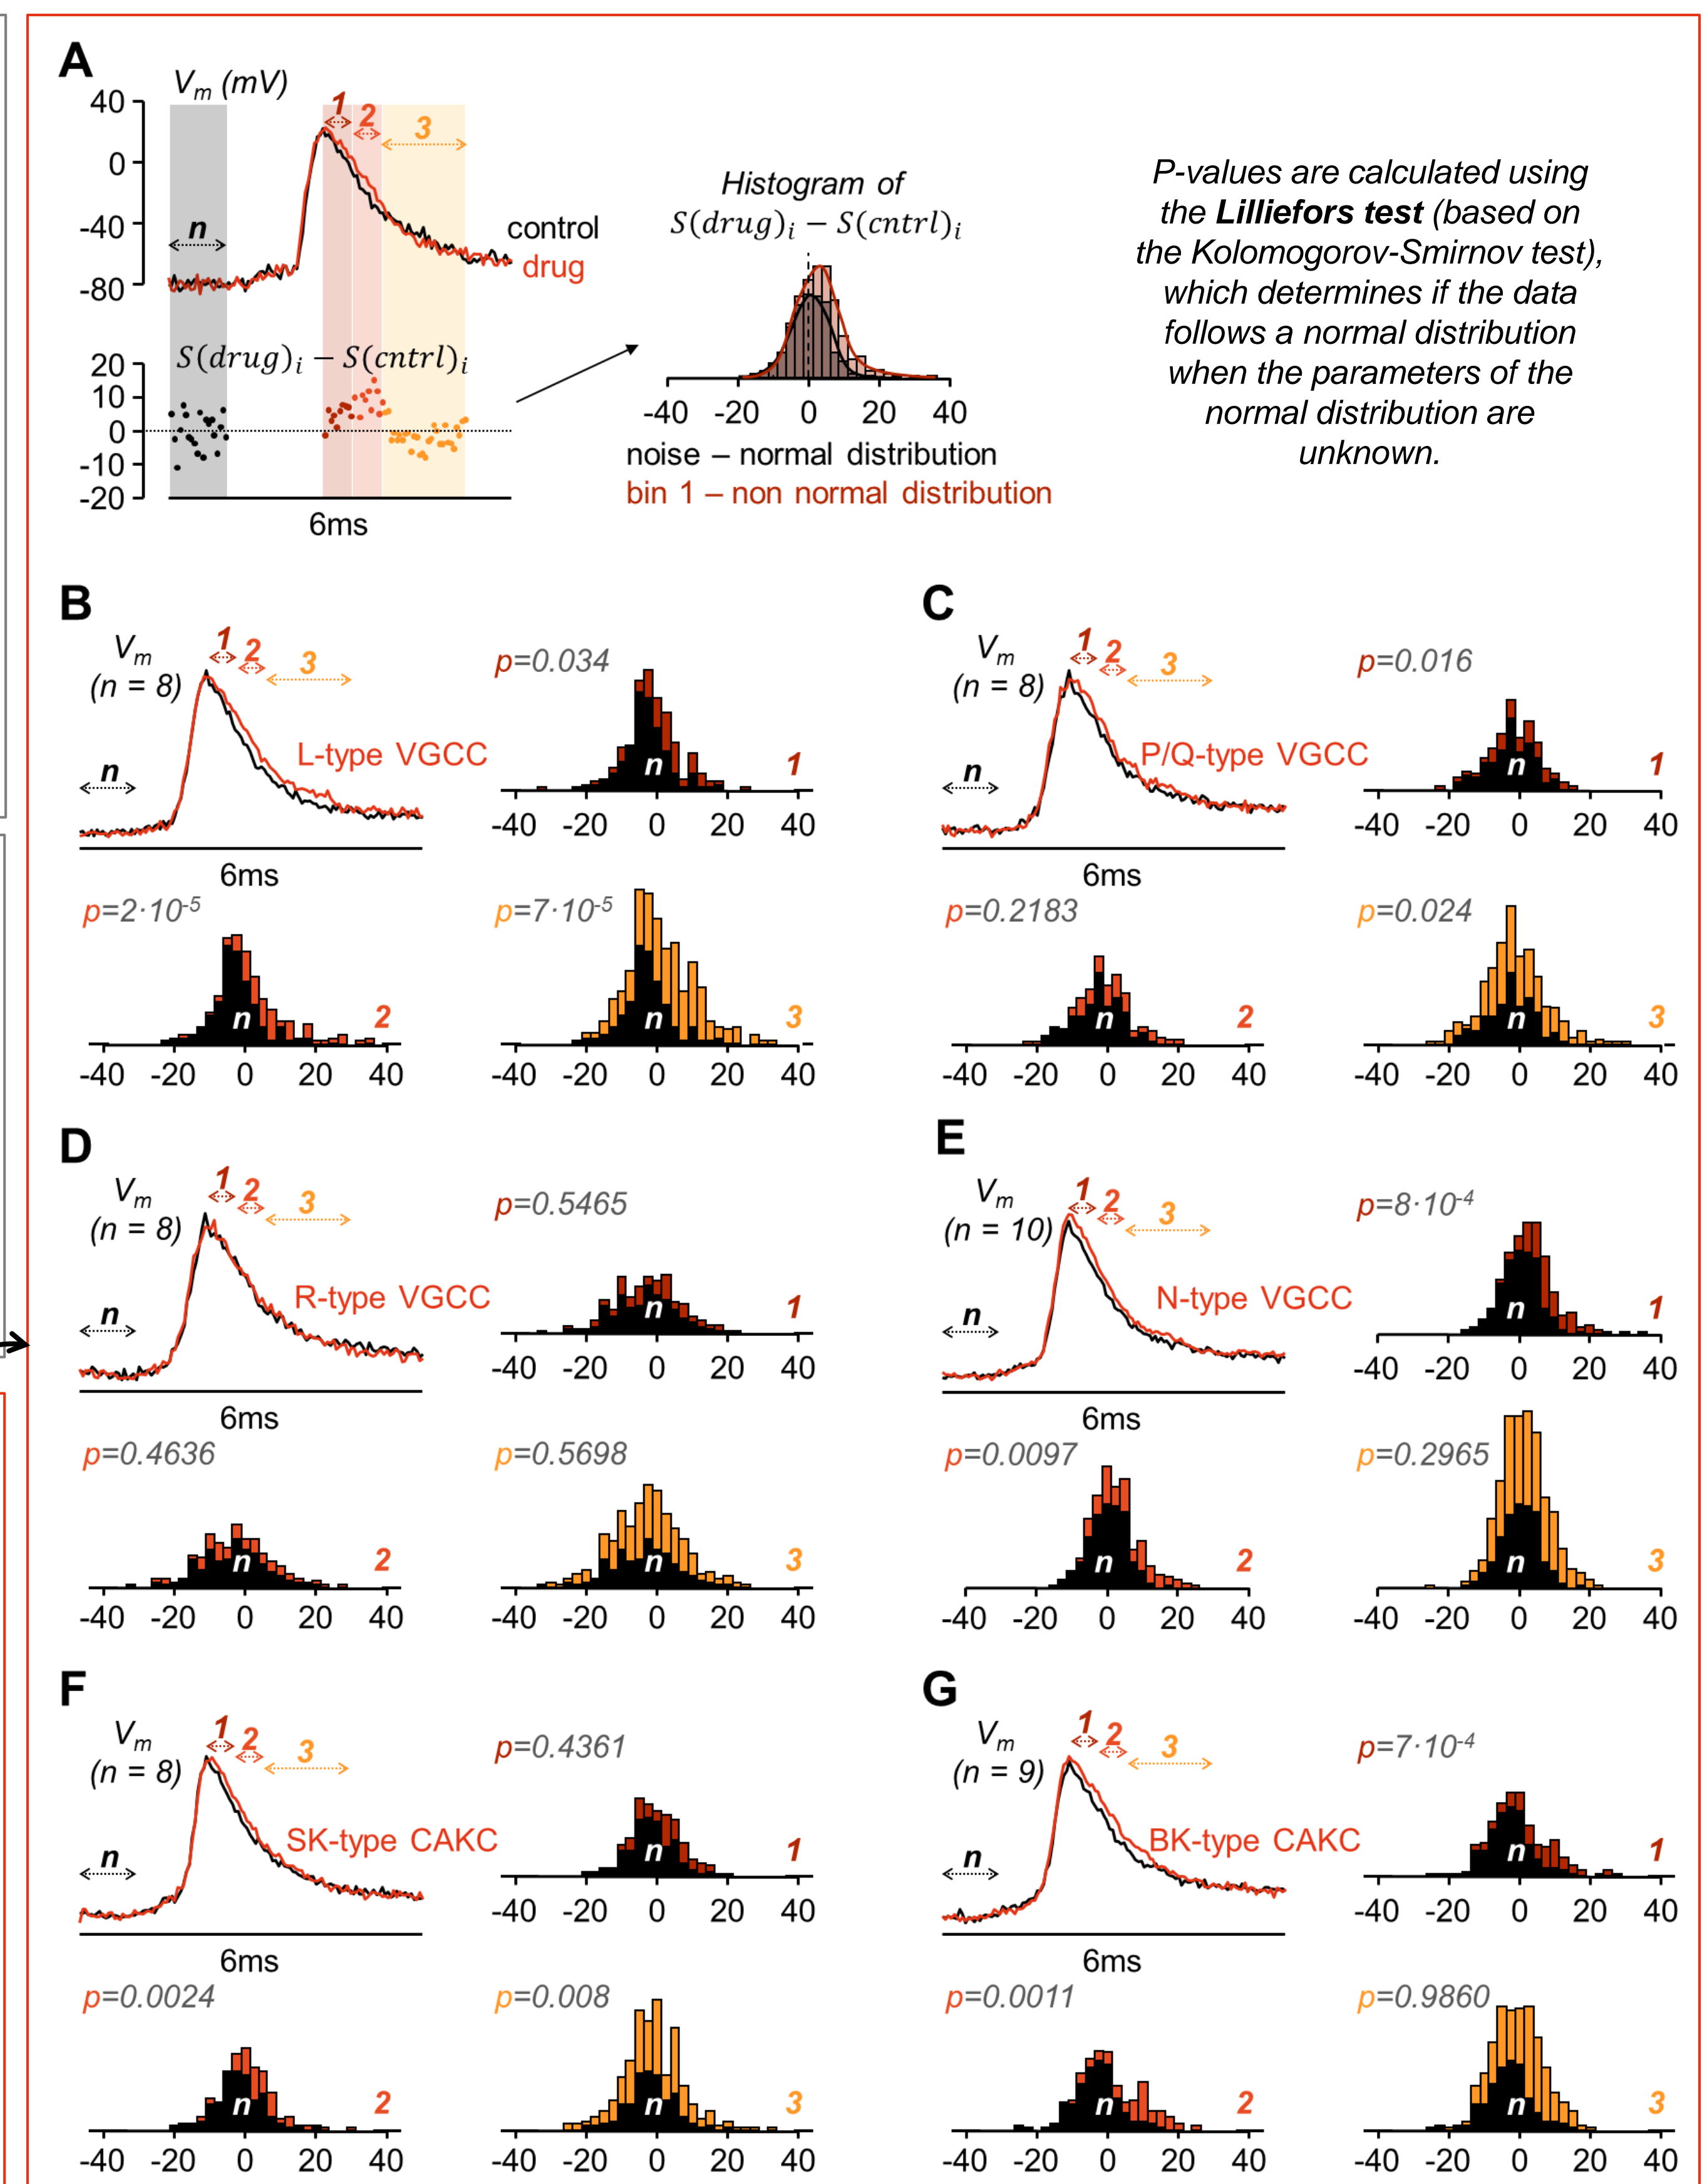 A
Vm (mV)
40
0
-40
-80
n
1
2
3
control
drug
S(drug)i − S(cntrl)i
20
10
0
-10
-20
6ms
Histogram of
S(drug)i − S(cntrl)i
-40 -20 0 20 40
noise – normal distribution
bin 1 – non normal distribution
P-values are calculated using
the Lilliefors test (based on
the Kolomogorov-Smirnov test),
which determines if the data
follows a normal distribution
when the parameters of the
normal distribution are
unknown.
B
Vm
(n = 8)
1
2
3
n
L-type VGCC
6ms
p=0.034
n
1
-40 -20 0 20 40
p=2·10-5
n
2
-40 -20 0 20 40
p=7·10-5
n
3
-40 -20 0 20 40
C
Vm
(n = 8)
1
2
3
n
P/Q-type VGCC
6ms
p=0.016
n
1
-40 -20 0 20 40
p=0.2183
n
2
-40 -20 0 20 40
p=0.024
n
3
-40 -20 0 20 40
D
Vm
(n = 8)
1
2
3
n
R-type VGCC
6ms
p=0.5465
n
1
-40 -20 0 20 40
p=0.4636
n
2
-40 -20 0 20 40
p=0.5698
n
3
-40 -20 0 20 40
E
Vm
(n = 10)
1
2
3
n
N-type VGCC
6ms
p=8·10-4
n
1
-40 -20 0 20 40
p=0.0097
n
2
-40 -20 0 20 40
p=0.2965
n
3
-40 -20 0 20 40
F
Vm
(n = 8)
1
2
3
n
SK-type CAKC
6ms
p=0.4361
n
1
-40 -20 0 20 40
p=0.0024
n
2
-40 -20 0 20 40
p=0.008
n
3
-40 -20 0 20 40
G
Vm
(n = 9)
1
2
3
n
BK-type CAKC
6ms
p=7·10-4
n
1
-40 -20 0 20 40
p=0.0011
n
2
-40 -20 0 20 40
p=0.9860
n
3
-40 -20 0 20 40